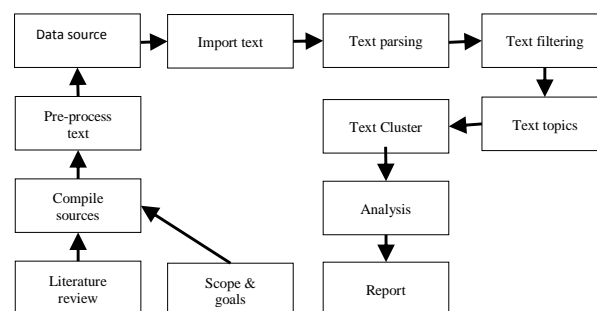 Data source
Import text
Text parsing
Text filtering
Pre-process
text
Text Cluster
Text topics
Compile
sources
Analysis
Literature
review
Scope &
goals
Report